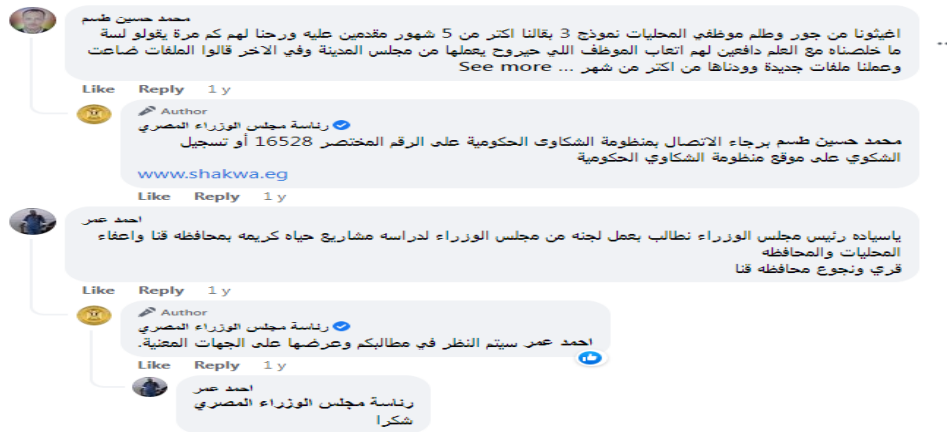 محمد حسين طسم
اغيثونا من جور وظلم موظفي المحليات نموذج 3 بقالنا اكتر من 5 شهور مقدمين عليه ورحنا لهم كم مرة يقولو لسة
ما خلصناه مع العلم دافعين لهم اتعاب الموظف اللي حيروح يعملها من مجلس المدينة وفي الاخر قالوا الملفات ضاعت
وعملنا ملفات جديدة وودناها من اكتر من شهر ... See more
Like Reply 1 y
Author
رئاسة مجلس الوزراء المصري
محمد حسين طسم برجاء الاتصال بمنظومة الشكاوى الحكومية على الرقم المختصر 16528 أو تسجيل
الشكوي على موقع منظومة الشكاوي الحكومية
www.shakwa.eg
Like Reply 1 y
احمد عمر
ياسياده رئيس مجلس الوزراء نطالب بعمل لجنه من مجلس الوزراء لدراسه مشاريع حياه كريمه بمحافظه قنا واعفاء
المحليات والمحافظه
قري ونجوع محافظه قنا
Like Reply 1 y
Author
رئاسة مجلس الوزراء المصري
احمد عمر سيتم النظر في مطالبكم وعرضها على الجهات المعنية.
Like Reply 1 y
احمد عمر
رئاسة مجلس الوزراء المصري
شكرا